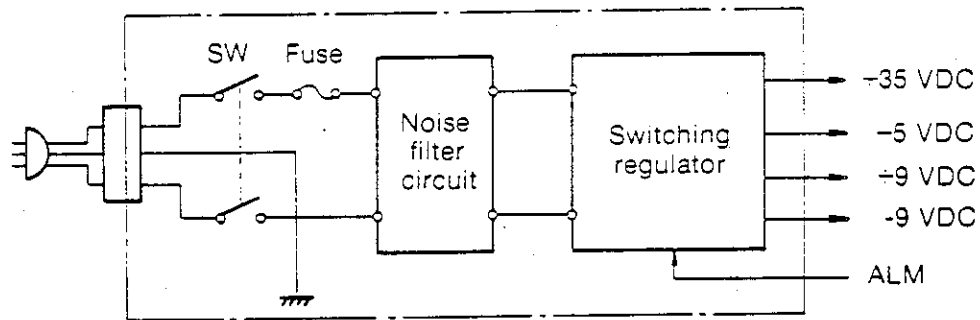 SW
Fuse
Noise
filter
circuit
Switching
regulator
+35 VDC
+5 VDC
+9 VDC
-9 VDC
ALM